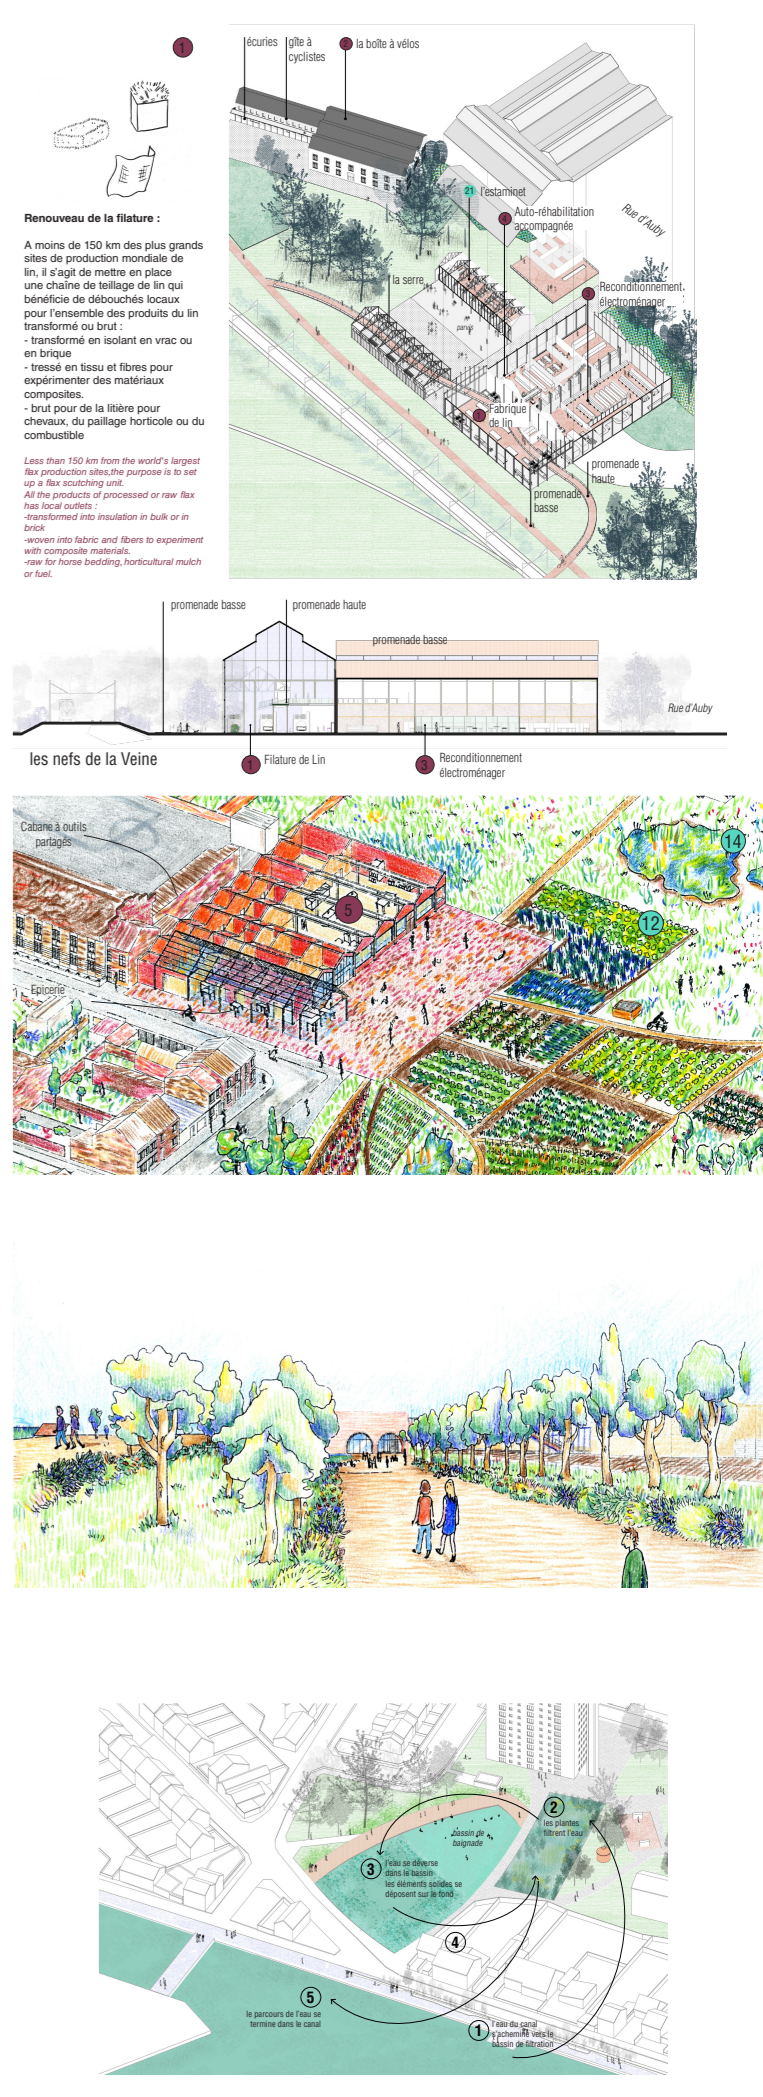 1
écuries
gîte à
cyclistes
2 la boîte à vélos
21 l'estaminet
4 Auto-réhabilitation
accompagnée
Rue d'Auby
la serre
3 Reconditionnement
électroménager
parvis
1 Fabrique
de lin
promenade
haute
promenade
basse
Renouveau de la filature :
A moins de 150 km des plus grands
sites de production mondiale de
lin, il s'agit de mettre en place
une chaîne de teillage de lin qui
bénéficie de débouchés locaux
pour l'ensemble des produits du lin
transformé ou brut :
- transformé en isolant en vrac ou
en brique
- tressé en tissu et fibres pour
expérimenter des matériaux
composites.
- brut pour de la litière pour
chevaux, du paillage horticole ou du
combustible
Less than 150 km from the world's largest
flax production sites,the purpose is to set
up a flax scutching unit.
All the products of processed or raw flax
has local outlets :
-transformed into insulation in bulk or in
brick
-woven into fabric and fibers to experiment
with composite materials.
-raw for horse bedding, horticultural mulch
or fuel.
promenade basse
promenade haute
promenade basse
Rue d'Auby
les nefs de la Veine
1 Filature de Lin
3 Reconditionnement
électroménager
Cabane à outils
partagés
5
14
12
Epicerie
2
les plantes
filtrent l'eau
bassin de
baignade
3 l'eau se déverse
dans le bassin
les éléments solides se
déposent sur le fond
4
5
le parcours de l'eau se
termine dans le canal
1 l'eau du canal
s'achemine vers le
bassin de filtration